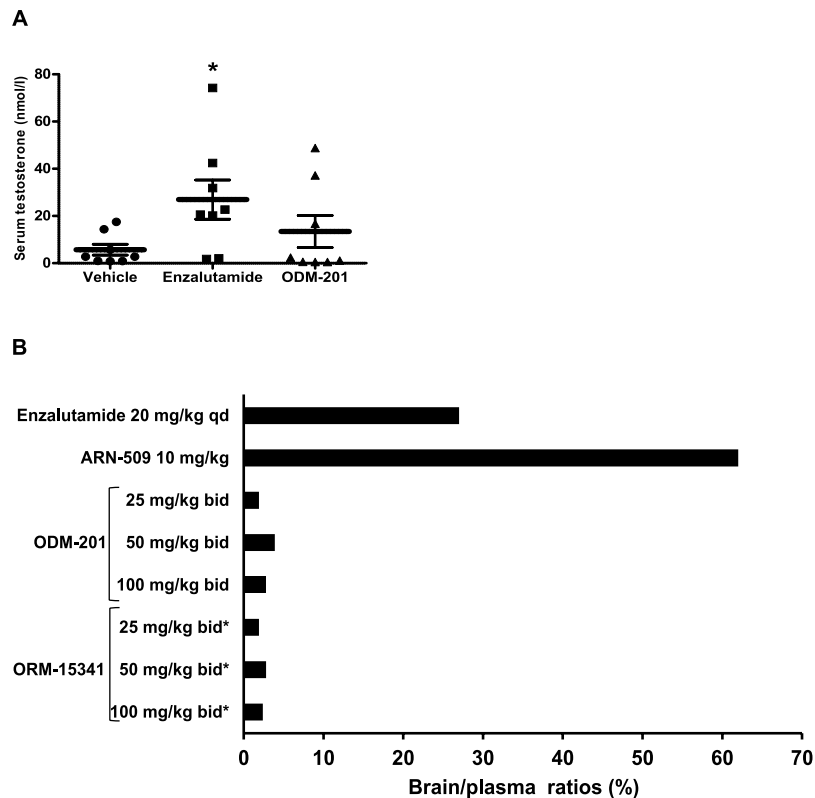 A
*
Serum testosterone (nmol/l)
80
60
40
20
0
Vehicle Enzalutamide ODM-201
B
Enzalutamide 20 mg/kg qd
ARN-509 10 mg/kg
ODM-201
25 mg/kg bid
50 mg/kg bid
100 mg/kg bid
ORM-15341
25 mg/kg bid*
50 mg/kg bid*
100 mg/kg bid*
0 10 20 30 40 50 60 70
Brain/plasma ratios (%)